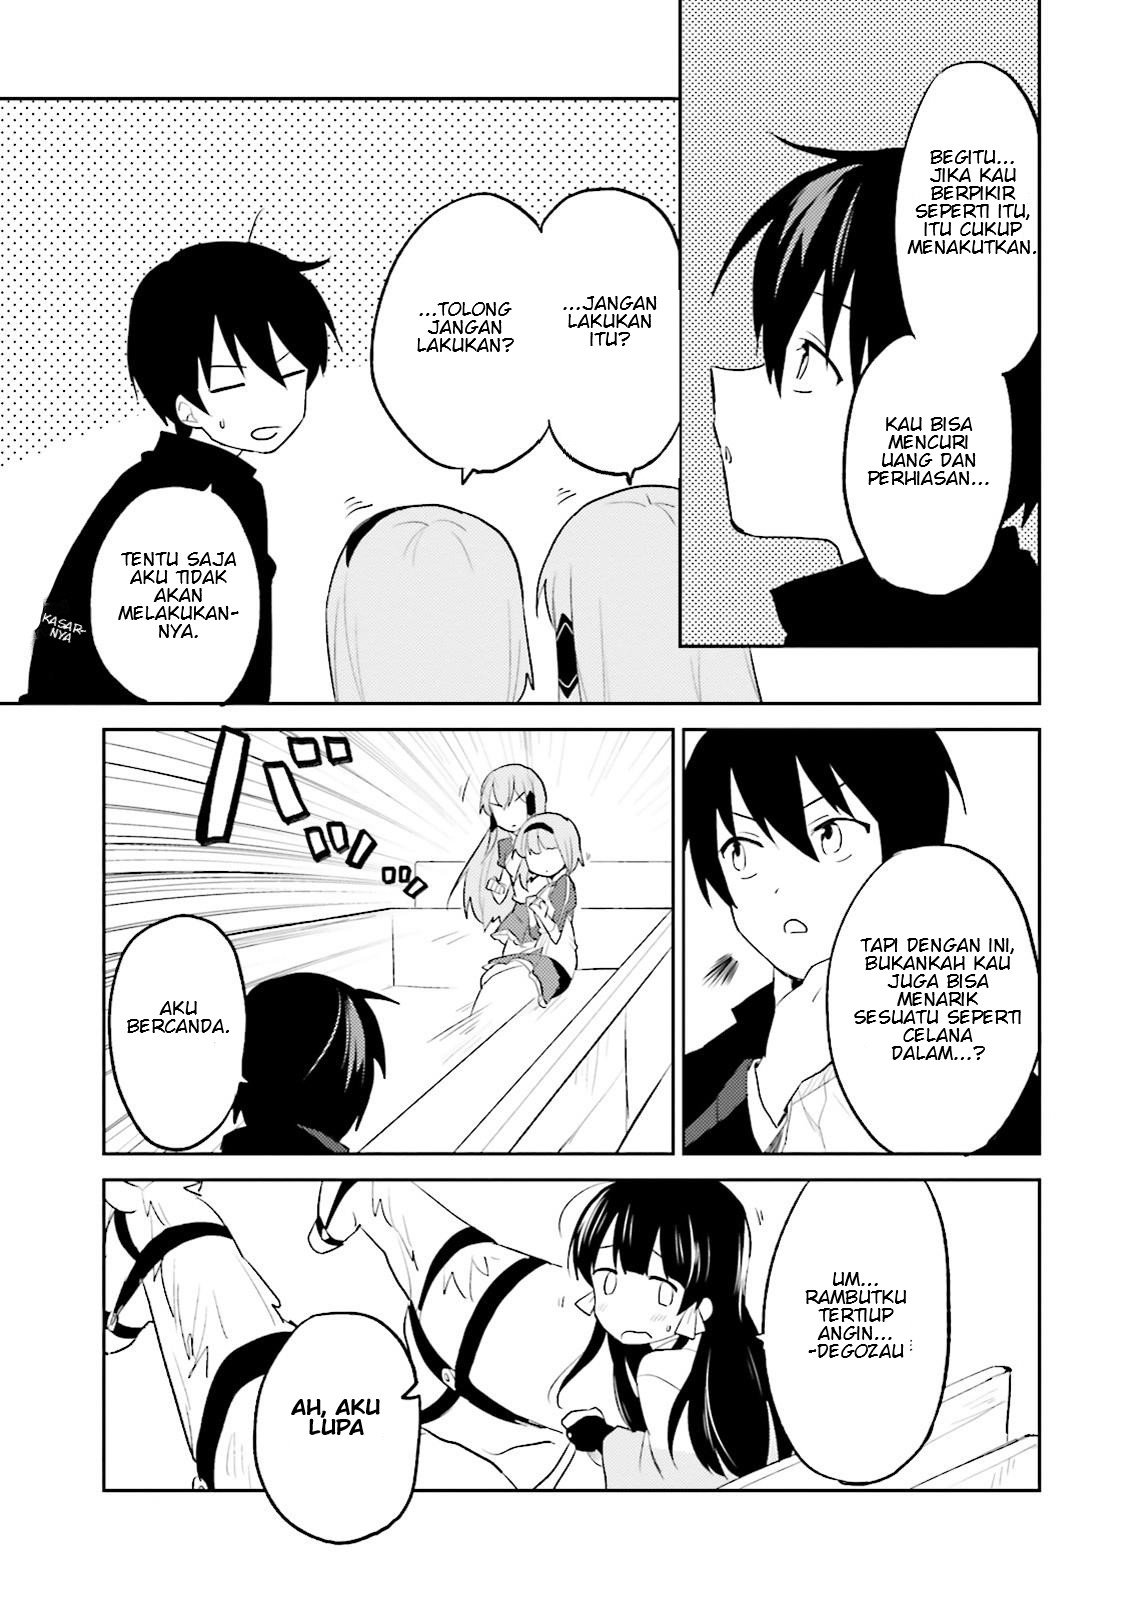 BEGITU...
JIKA KAU
BERPIKIR
SEPERTI ITU,
ITU CUKUP
MENAKUTKAN.
KAU BISA
MENCURI
UANG DAN
PERHIASAN...
...JANGAN
LAKUKAN
ITU?
...TOLONG
JANGAN
LAKUKAN?
TENTU SAJA
AKU TIDAK
AKAN
MELAKUKAN-
NYA.
KASAR-
NYA
TAPI DENGAN INI,
BUKANKAH KAU
JUGA BISA
MENARIK
SESUATU SEPERTI
CELANA
DALAM...?
AKU
BERCANDA.
UM...
RAMBUTKU
TERTIUP
ANGIN...
-DEGOZAU...
AH, AKU
LUPA